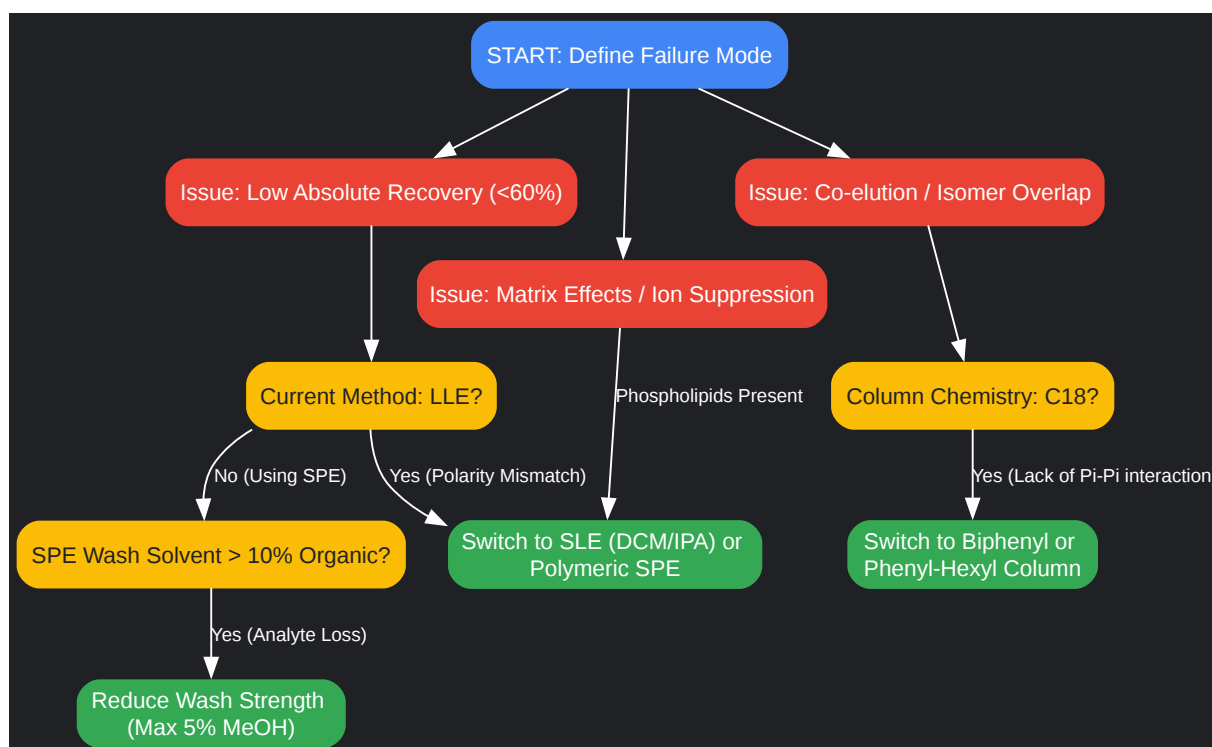 START: Define Failure Mode
Issue: Low Absolute Recovery (<60%)
Issue: Co-elution / Isomer Overlap
Issue: Matrix Effects / Ion Suppression
Current Method: LLE?
Phospholipids Present
Column Chemistry: C18?
No (Using SPE)
Yes (Polarity Mismatch)
Yes (Lack of Pi-Pi interaction
SPE Wash Solvent > 10% Organic?
Switch to SLE (DCM/IPA) or
Polymeric SPE
Switch to Biphenyl or
Phenyl-Hexyl Column
Yes (Analyte Loss)
Reduce Wash Strength
(Max 5% MeOH)